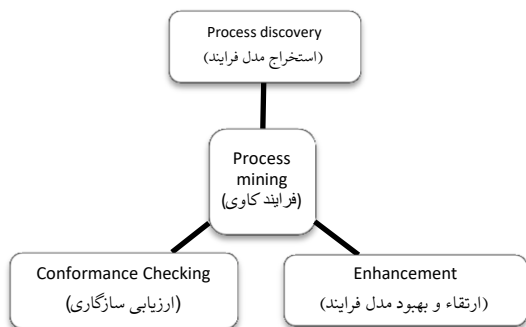 Process discovery
(استخراج مدل فرایند)
Process
mining
(فرایند کاوی)
Conformance Checking
(ارزیابی سازگاری)
Enhancement
(ارتقاء و بهبود مدل فرایند)